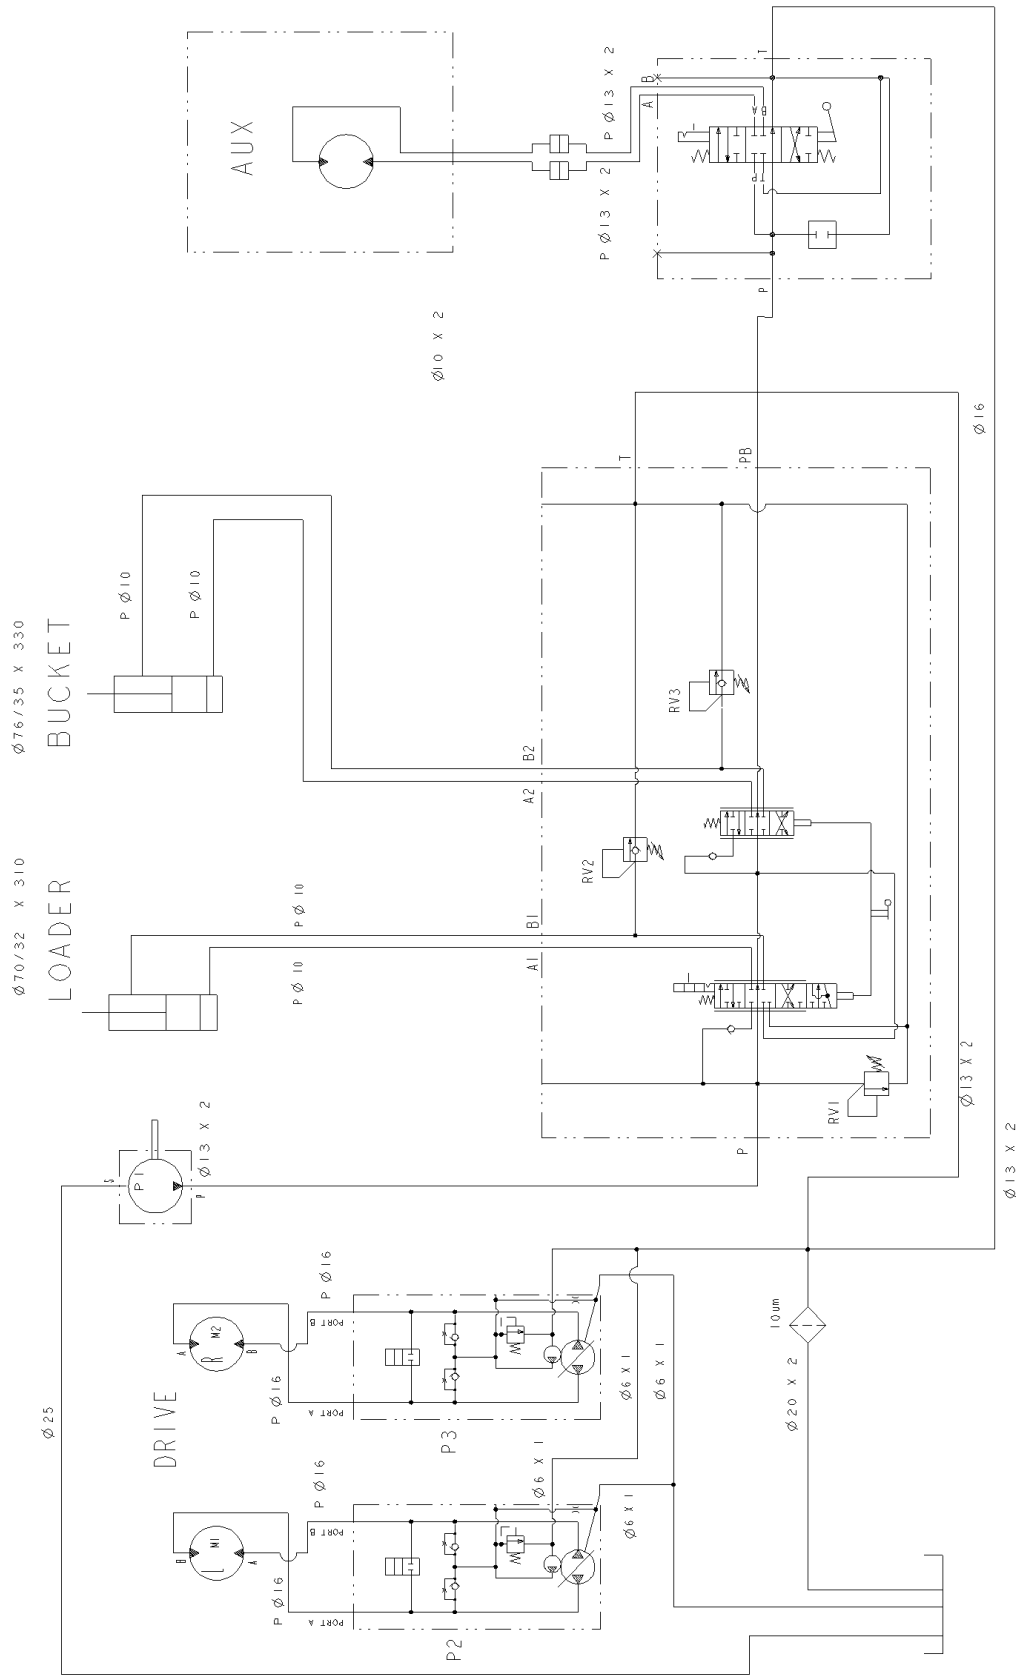 AUX
P Ø13 X 2
P Ø13 X 2
T
B
A
B
A
T
P
P
Ø10 X 2
Ø16
T
PB
P Ø10
P Ø10
Ø76/35 X 330
BUCKET
RV3
B2
A2
RV2
Ø70/32 X 310
LOADER
P Ø 10
P Ø 10
B1
A1
RV1
P
Ø13 X 2
Ø13 X 2
S
P1
P
Ø13 X 2
Ø25
DRIVE
A
R
M2
B
P Ø16
PORT B
P Ø16
PORT A
P3
Ø6 X 1
Ø6 X 1
10um
Ø20 X 2
B
L
M1
A
P Ø16
PORT B
P Ø16
PORT A
P2
Ø6 X 1
Ø6 X 1